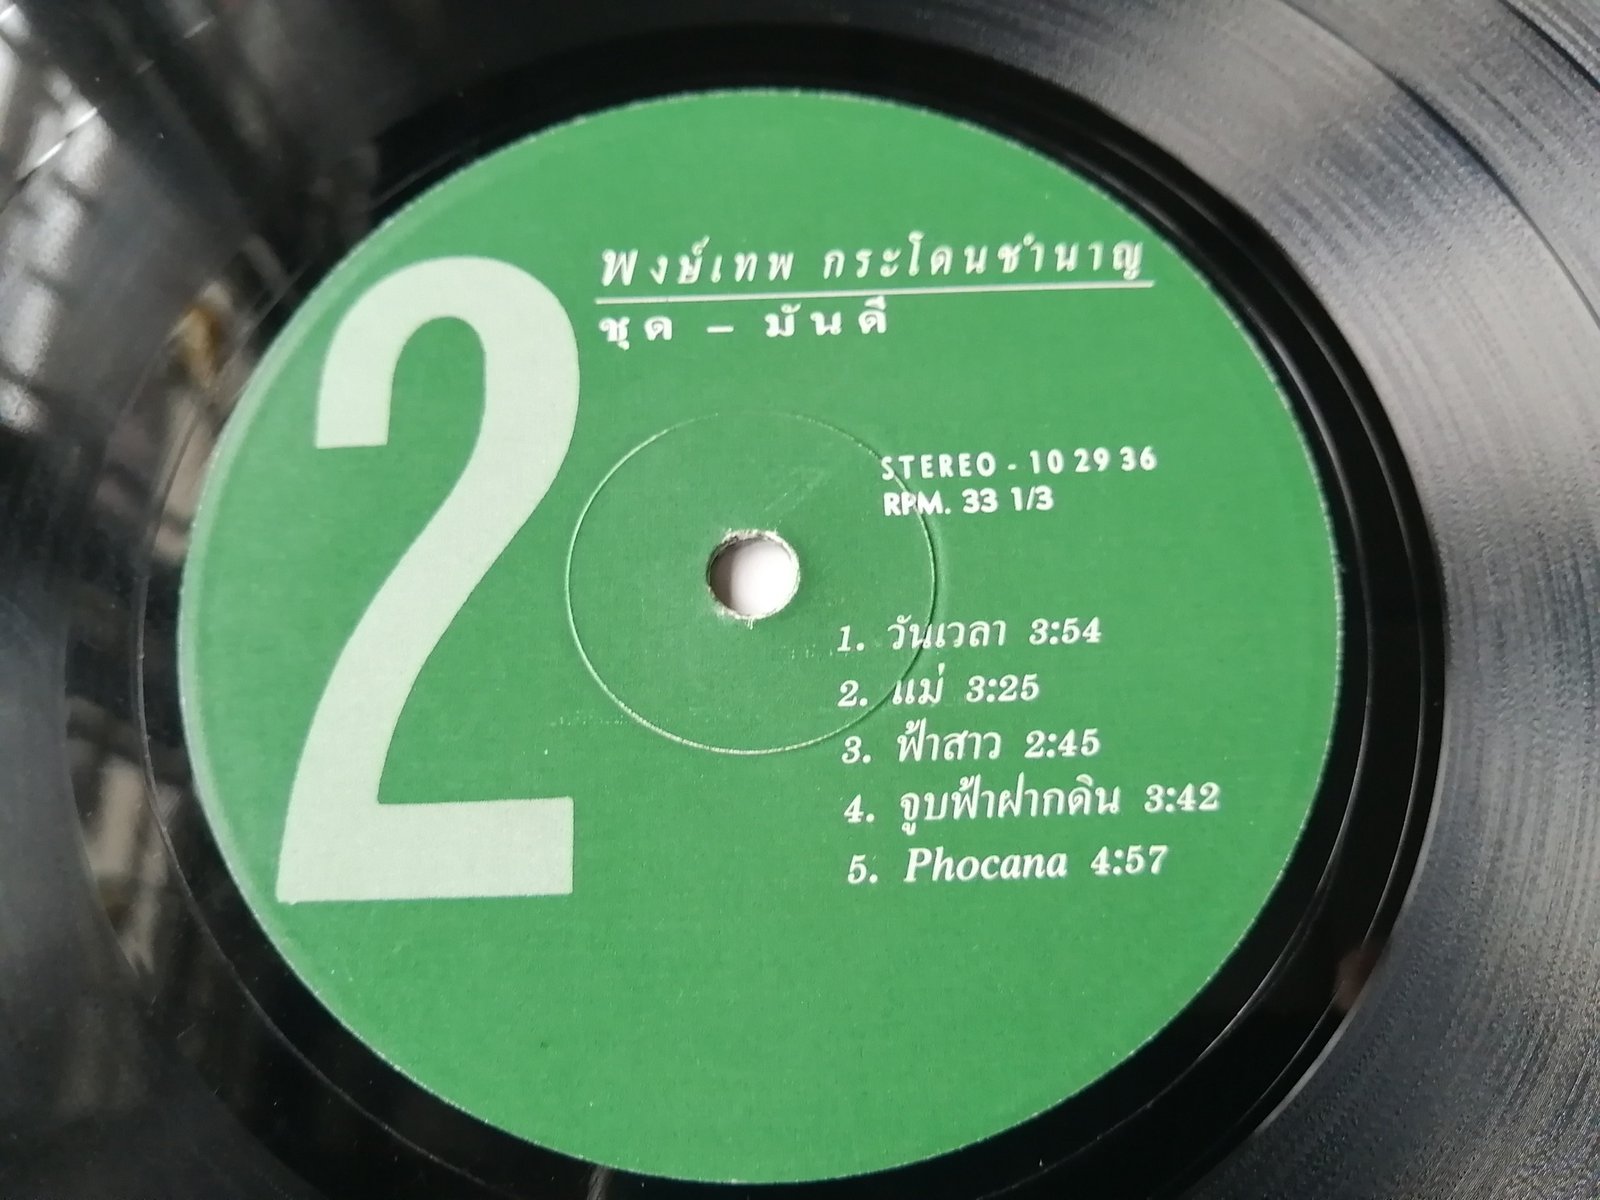 2
พงษ์เทพ กระโดนชำนาญ
ชุด - มันดี
STEREO - 10 29 36
RPM. 33 1/3
1. วันเวลา 3:54
2. แม่ 3:25
3. ฟ้าสาว 2:45
4. จูบฟ้าฝากดิน 3:42
5. Phocana 4:57